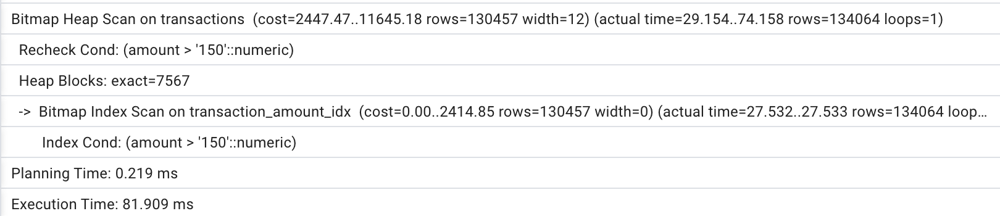 Bitmap Heap Scan on transactions (cost=2447.47..11645.18 rows=130457 width=12) (actual time=29.154..74.158 rows=134064 loops=1)
Recheck Cond: (amount > '150'::numeric)
Heap Blocks: exact=7567
-> Bitmap Index Scan on transaction_amount_idx (cost=0.00..2414.85 rows=130457 width=0) (actual time=27.532..27.533 rows=134064 loop...
Index Cond: (amount > '150'::numeric)
Planning Time: 0.219 ms
Execution Time: 81.909 ms